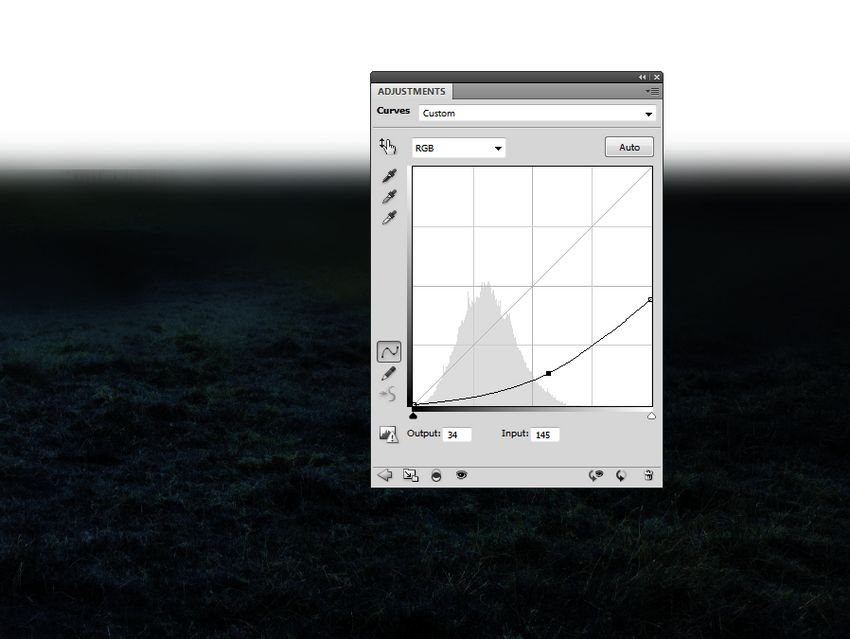 ADJUSTMENTS
Curves
Custom
RGB
Auto
Output: 34
Input: 145